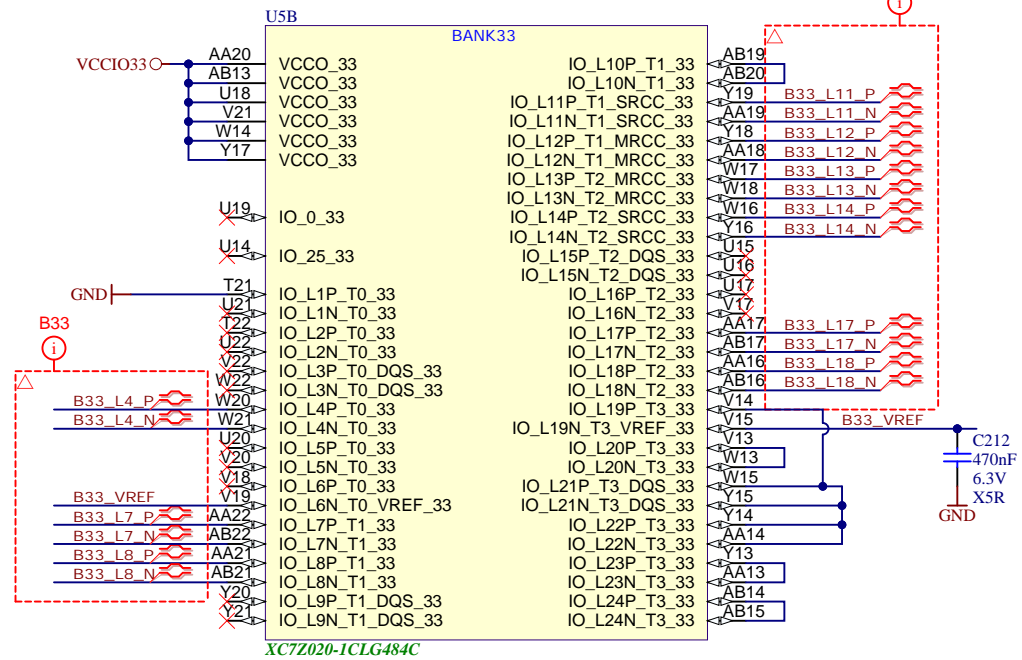 U5B
BANK33
VCCIO33
AA20 VCCO_33
AB13 VCCO_33
U18 VCCO_33
V21 VCCO_33
W14 VCCO_33
Y17 VCCO_33
U19 IO_0_33
U14 IO_25_33
GND T21 IO_L1P_T0_33
U21 IO_L1N_T0_33
T22 IO_L2P_T0_33
U22 IO_L2N_T0_33
V22 IO_L3P_T0_DQS_33
W22 IO_L3N_T0_DQS_33
B33
i
B33_L4_P W20 IO_L4P_T0_33
B33_L4_N W21 IO_L4N_T0_33
U20 IO_L5P_T0_33
V20 IO_L5N_T0_33
V18 IO_L6P_T0_33
B33_VREF V19 IO_L6N_T0_VREF_33
B33_L7_P AA22 IO_L7P_T1_33
B33_L7_N AB22 IO_L7N_T1_33
B33_L8_P AA21 IO_L8P_T1_33
B33_L8_N AB21 IO_L8N_T1_33
Y20 IO_L9P_T1_DQS_33
Y21 IO_L9N_T1_DQS_33
i
IO_L10P_T1_33 AB19
IO_L10N_T1_33 AB20
IO_L11P_T1_SRCC_33 Y19 B33_L11_P
IO_L11N_T1_SRCC_33 AA19 B33_L11_N
IO_L12P_T1_MRCC_33 Y18 B33_L12_P
IO_L12N_T1_MRCC_33 AA18 B33_L12_N
IO_L13P_T2_MRCC_33 W17 B33_L13_P
IO_L13N_T2_MRCC_33 W18 B33_L13_N
IO_L14P_T2_SRCC_33 W16 B33_L14_P
IO_L14N_T2_SRCC_33 Y16 B33_L14_N
IO_L15P_T2_DQS_33 U15
IO_L15N_T2_DQS_33 U16
IO_L16P_T2_33 U17
IO_L16N_T2_33 V17
IO_L17P_T2_33 AA17 B33_L17_P
IO_L17N_T2_33 AB17 B33_L17_N
IO_L18P_T2_33 AA16 B33_L18_P
IO_L18N_T2_33 AB16 B33_L18_N
IO_L19P_T3_33 V14
IO_L19N_T3_VREF_33 V15 B33_VREF
IO_L20P_T3_33 V13
IO_L20N_T3_33 W13
IO_L21P_T3_DQS_33 W15
IO_L21N_T3_DQS_33 Y15
IO_L22P_T3_33 Y14
IO_L22N_T3_33 AA14
IO_L23P_T3_33 Y13
IO_L23N_T3_33 AA13
IO_L24P_T3_33 AB14
IO_L24N_T3_33 AB15
C212
470nF
6.3V
X5R
GND
XC7Z020-1CLG484C